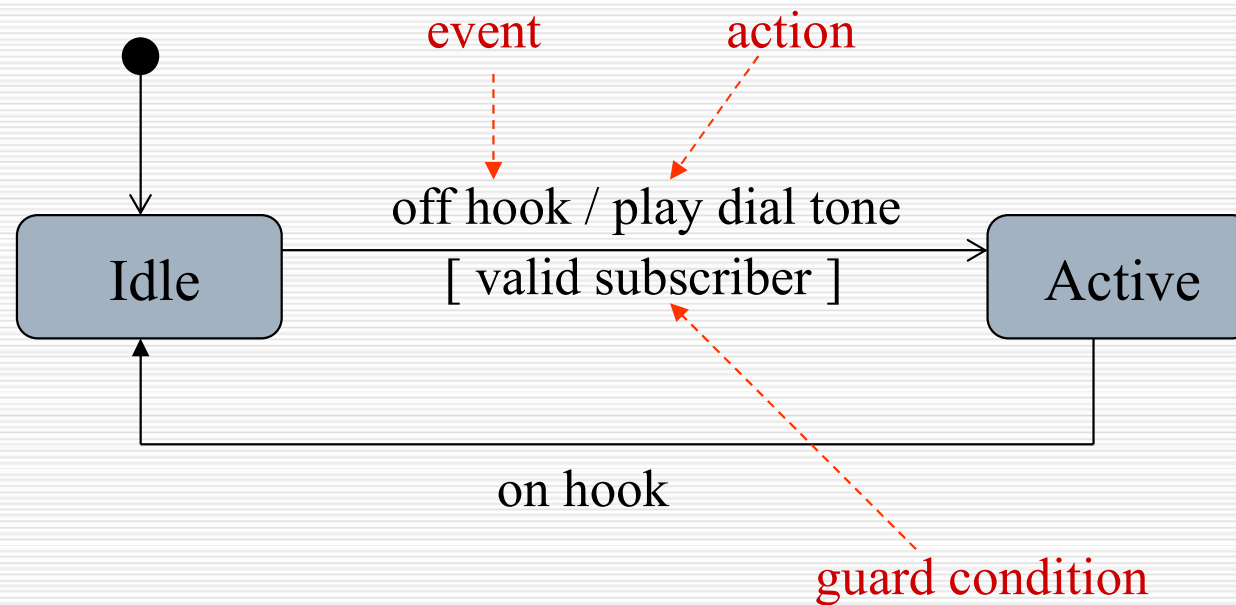 event
action
off hook / play dial tone
Idle
[ valid subscriber ]
Active
on hook
guard condition